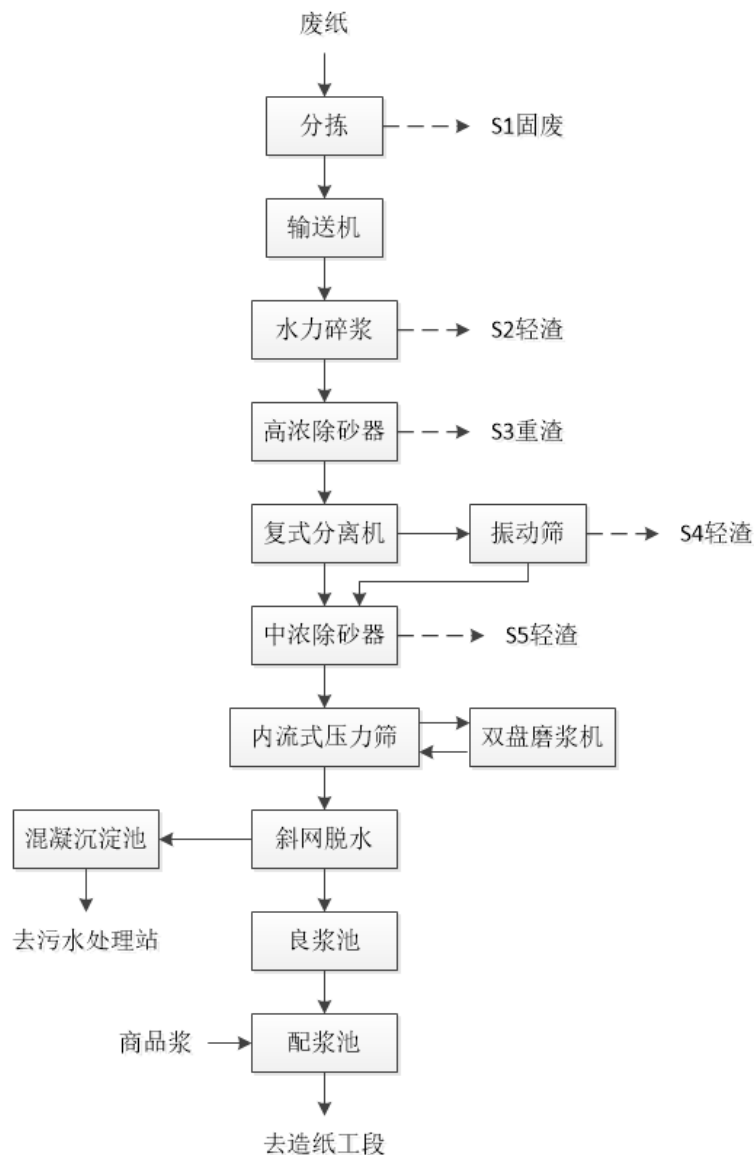 废纸
分拣
S1固废
输送机
水力碎浆
S2轻渣
高浓除砂器
S3重渣
复式分离机
振动筛
S4轻渣
中浓除砂器
S5轻渣
内流式压力筛
双盘磨浆机
混凝沉淀池
斜网脱水
去污水处理站
良浆池
商品浆
配浆池
去造纸工段